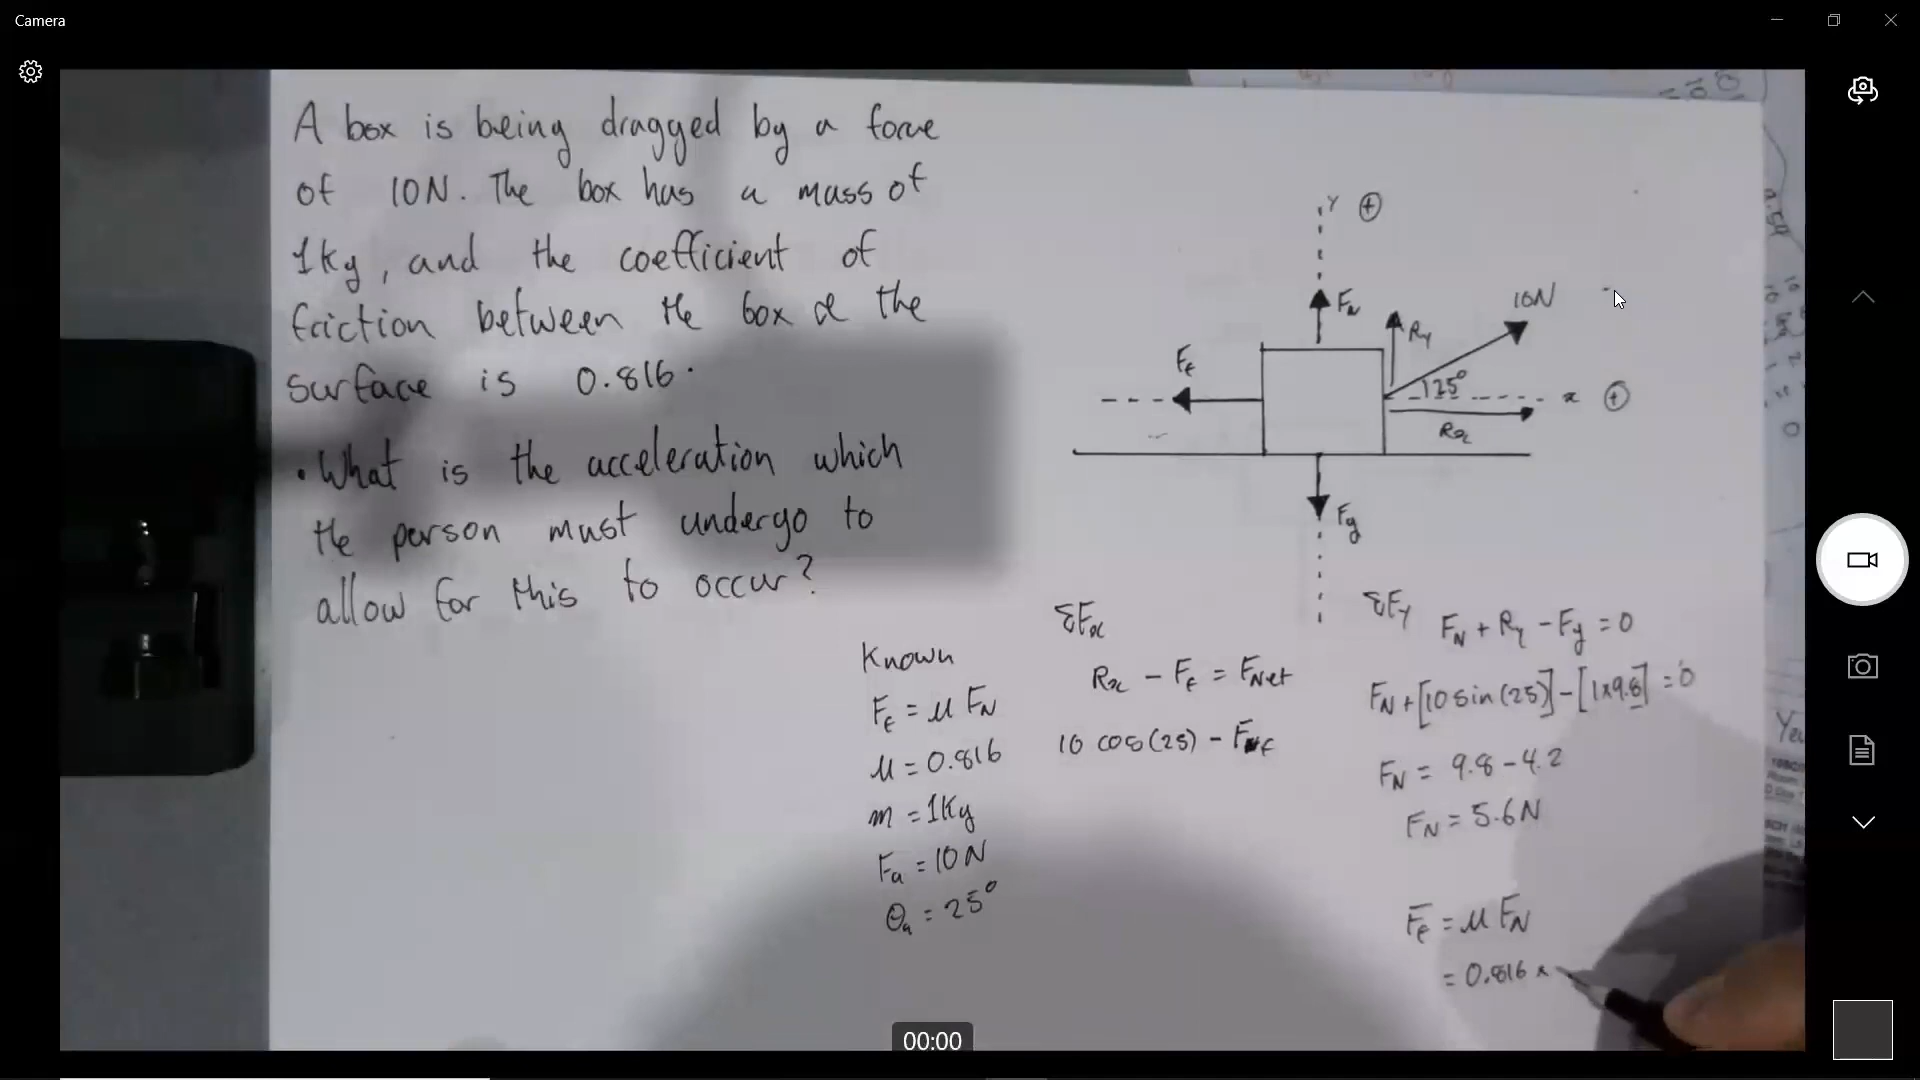 Camera
A box is being dragged by a force
of 10N. The box has a mass of
1kg, and the coefficient of
friction between the box & the
surface is 0.816.
• What is the acceleration which
the person must undergo to
allow for this to occur?
Y ⊕
FN
10N
Ry
Ff
25°
x ⊕
Rx
Fg
Known
Ff = μ FN
μ = 0.816
m = 1Kg
Fa = 10N
θa = 25°
ΣFx
Rx - Ff = FNet
10 cos(25) - Ff
ΣFy FN + Ry - Fg = 0
FN + [10 sin(25)] - [1x9.8] = 0
FN = 9.8 - 4.2
FN = 5.6N
Ff = μ FN
= 0.816 x
00:00